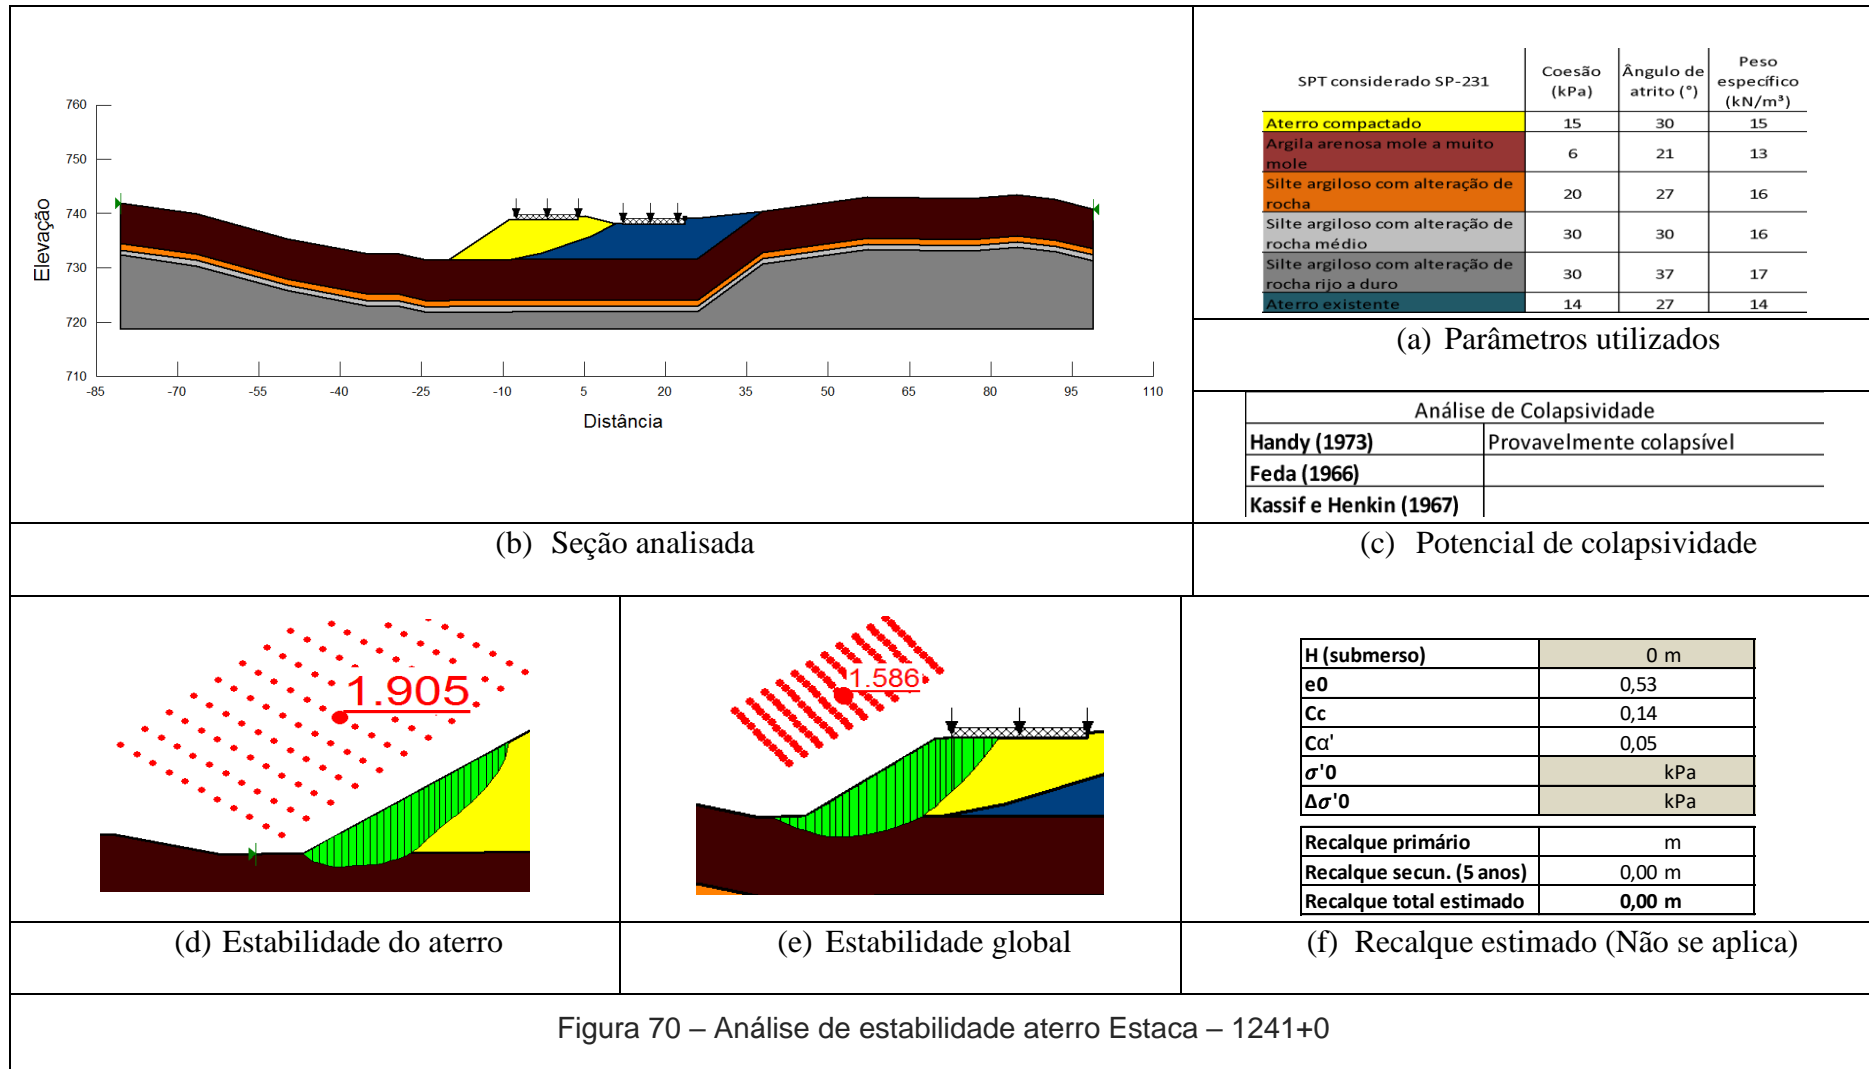 760
750
740
730
720
710
Elevação
-85 -70 -55 -40 -25 -10 5 20 35 50 65 80 95 110
Distância
(b) Seção analisada
SPT considerado SP-231 Coesão (kPa) Ângulo de atrito (°) Peso específico (kN/m³)
Aterro compactado 15 30 15
Argila arenosa mole a muito mole 6 21 13
Silte argiloso com alteração de rocha 20 27 16
Silte argiloso com alteração de rocha médio 30 30 16
Silte argiloso com alteração de rocha rijo a duro 30 37 17
Aterro existente 14 27 14
(a) Parâmetros utilizados
Análise de Colapsividade
Handy (1973) Provavelmente colapsível
Feda (1966)
Kassif e Henkin (1967)
(c) Potencial de colapsividade
1.905
(d) Estabilidade do aterro
1.586
(e) Estabilidade global
H (submerso) 0 m
e0 0,53
Cc 0,14
Cα' 0,05
σ'0 kPa
Δσ'0 kPa
Recalque primário m
Recalque secun. (5 anos) 0,00 m
Recalque total estimado 0,00 m
(f) Recalque estimado (Não se aplica)
Figura 70 – Análise de estabilidade aterro Estaca – 1241+0